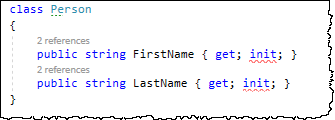 class Person
{
2 references
public string FirstName { get; init; }
2 references
public string LastName { get; init; }
}